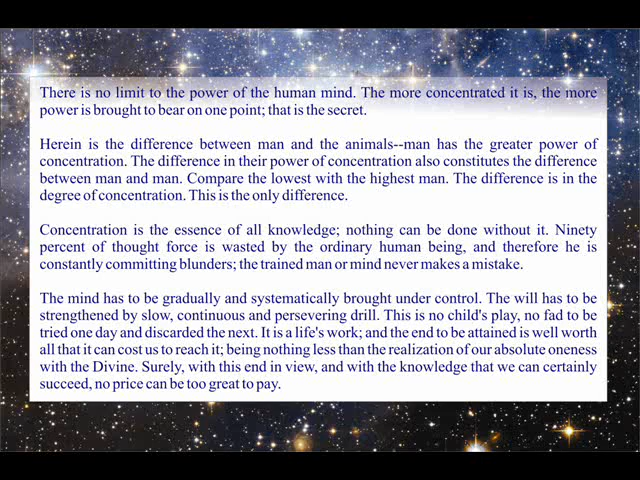 There is no limit to the power of the human mind. The more concentrated it is, the more
power is brought to bear on one point; that is the secret.
Herein is the difference between man and the animals--man has the greater power of
concentration. The difference in their power of concentration also constitutes the difference
between man and man. Compare the lowest with the highest man. The difference is in the
degree of concentration. This is the only difference.
Concentration is the essence of all knowledge; nothing can be done without it. Ninety
percent of thought force is wasted by the ordinary human being, and therefore he is
constantly committing blunders; the trained man or mind never makes a mistake.
The mind has to be gradually and systematically brought under control. The will has to be
strengthened by slow, continuous and persevering drill. This is no child's play, no fad to be
tried one day and discarded the next. It is a life's work; and the end to be attained is well worth
all that it can cost us to reach it; being nothing less than the realization of our absolute oneness
with the Divine. Surely, with this end in view, and with the knowledge that we can certainly
succeed, no price can be too great to pay.